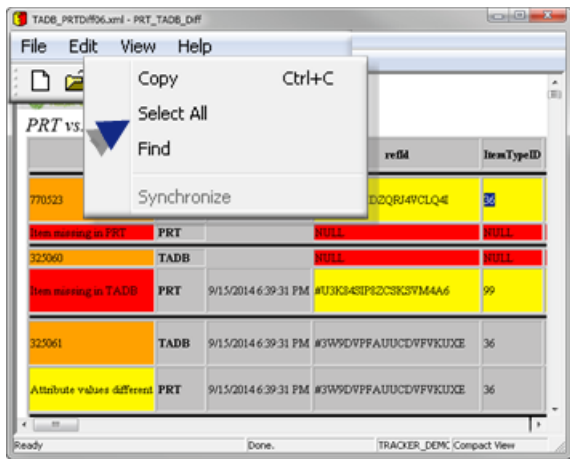 TADB_PRTDiff06.xml - PRT_TADB_Diff
File Edit View Help
Copy Ctrl+C
Select All
Find
Synchronize
PRT vs.
refId ItemTypeID
770523 DZQRJ4VCLQ4I 36
Item missing in PRT PRT NULL NULL
325060 TADB NULL NULL
Item missing in TADB PRT 9/15/2014 6:39:31 PM #U3K84SIP8ZCSKSVM4A6 99
325061 TADB 9/15/2014 6:39:31 PM #3W9DVPFAUUCDVFVKUXE 36
Attribute values different PRT 9/15/2014 6:39:31 PM #3W9DVPFAUUCDVFVKUXE 36
Ready Done. TRACKER_DEMO Compact View